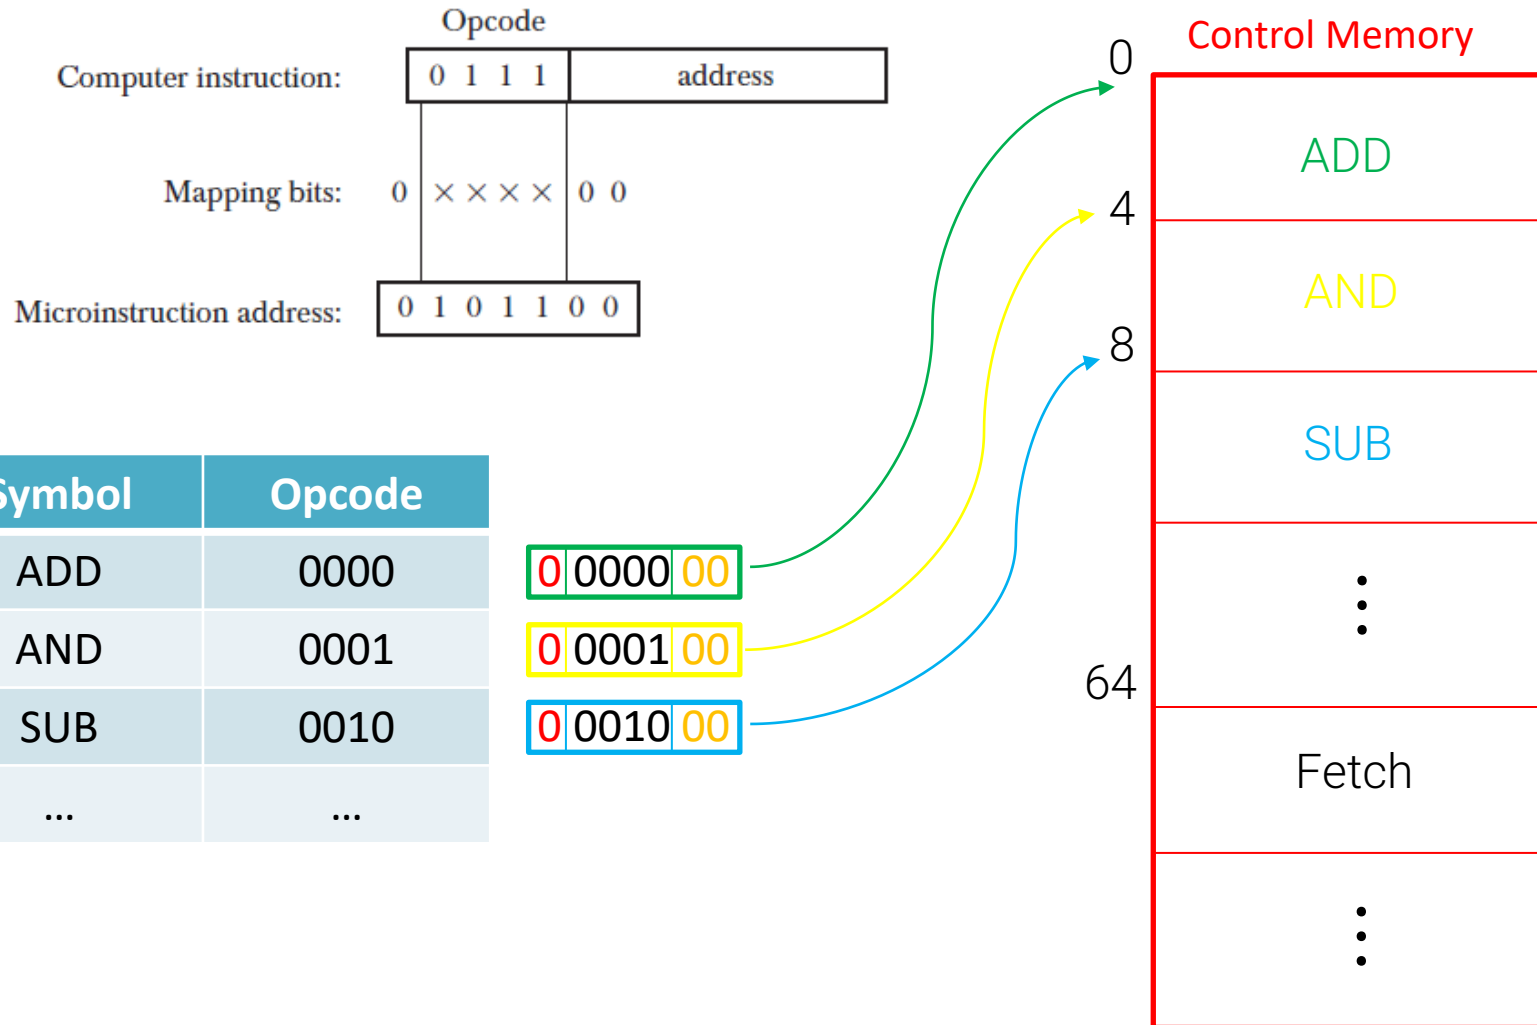 Opcode
Computer instruction: 0 1 1 1 address
Mapping bits: 0 × × × × 0 0
Microinstruction address: 0 1 0 1 1 0 0
Symbol Opcode
ADD 0000
AND 0001
SUB 0010
... ...
0 0000 00
0 0001 00
0 0010 00
Control Memory
0
ADD
4
AND
8
SUB
64
Fetch